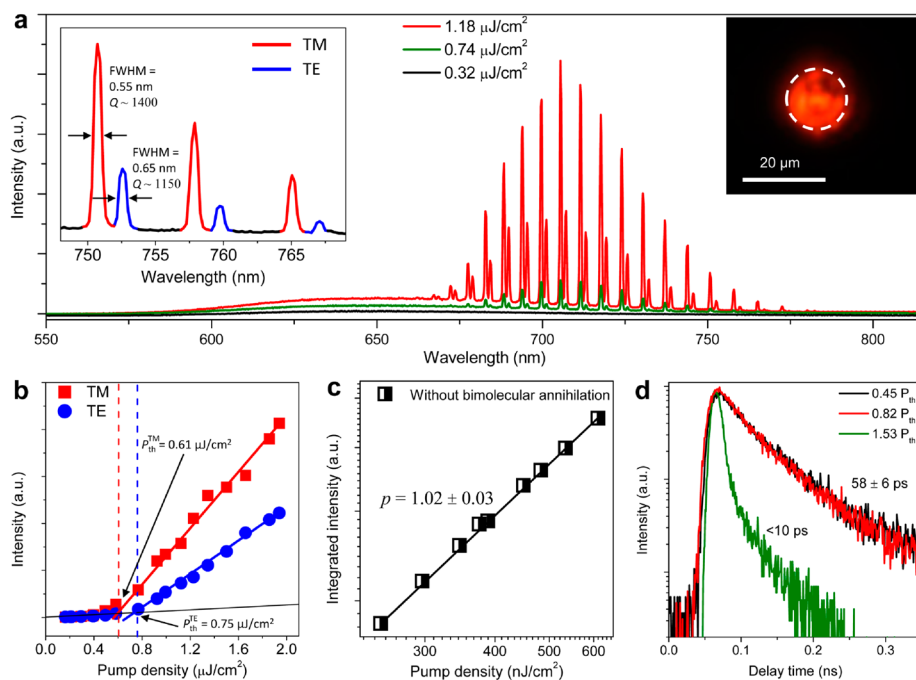 a
TM
TE
FWHM =
0.55 nm
Q ~ 1400
FWHM =
0.65 nm
Q ~ 1150
750 755 760 765
Wavelength (nm)
1.18 μJ/cm²
0.74 μJ/cm²
0.32 μJ/cm²
20 μm
Intensity (a.u.)
550 600 650 700 750 800
Wavelength (nm)
b
TM
TE
P_th^TM = 0.61 μJ/cm²
P_th^TE = 0.75 μJ/cm²
Intensity (a.u.)
0.0 0.4 0.8 1.2 1.6 2.0
Pump density (μJ/cm²)
c
Without bimolecular annihilation
p = 1.02 ± 0.03
Integrated intensity (a.u.)
300 400 500 600
Pump density (nJ/cm²)
d
0.45 P_th
0.82 P_th
1.53 P_th
58 ± 6 ps
<10 ps
Intensity (a.u.)
0.0 0.1 0.2 0.3
Delay time (ns)